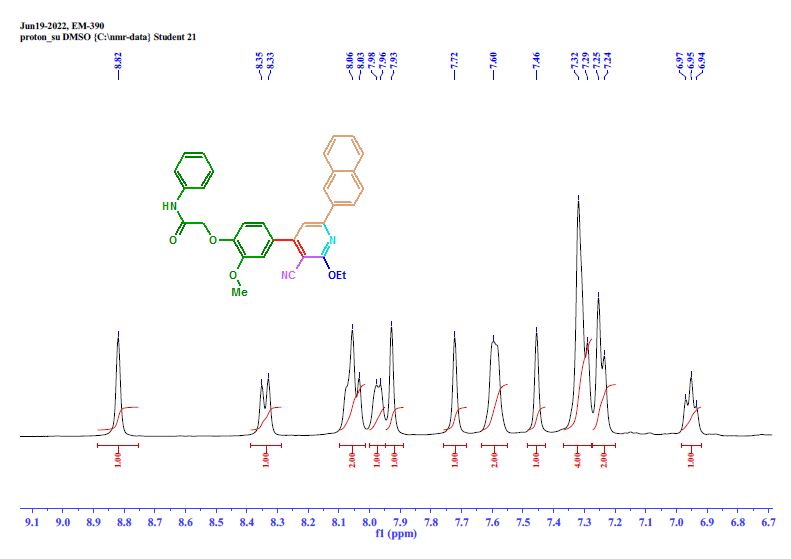 Jun19-2022, EM-390
proton_su DMSO {C:\nmr-data} Student 21
8.82 8.35 8.33 8.06 8.03 7.98 7.96 7.93 7.72 7.60 7.46 7.32 7.29 7.25 7.24 6.97 6.95 6.94
HN
O
O
O
Me
N
NC
OEt
1.00 1.00 2.00 1.00 1.00 1.00 2.00 1.00 4.00 2.00 1.00
9.1 9.0 8.9 8.8 8.7 8.6 8.5 8.4 8.3 8.2 8.1 8.0 7.9 7.8 7.7 7.6 7.5 7.4 7.3 7.2 7.1 7.0 6.9 6.8 6.7
f1 (ppm)